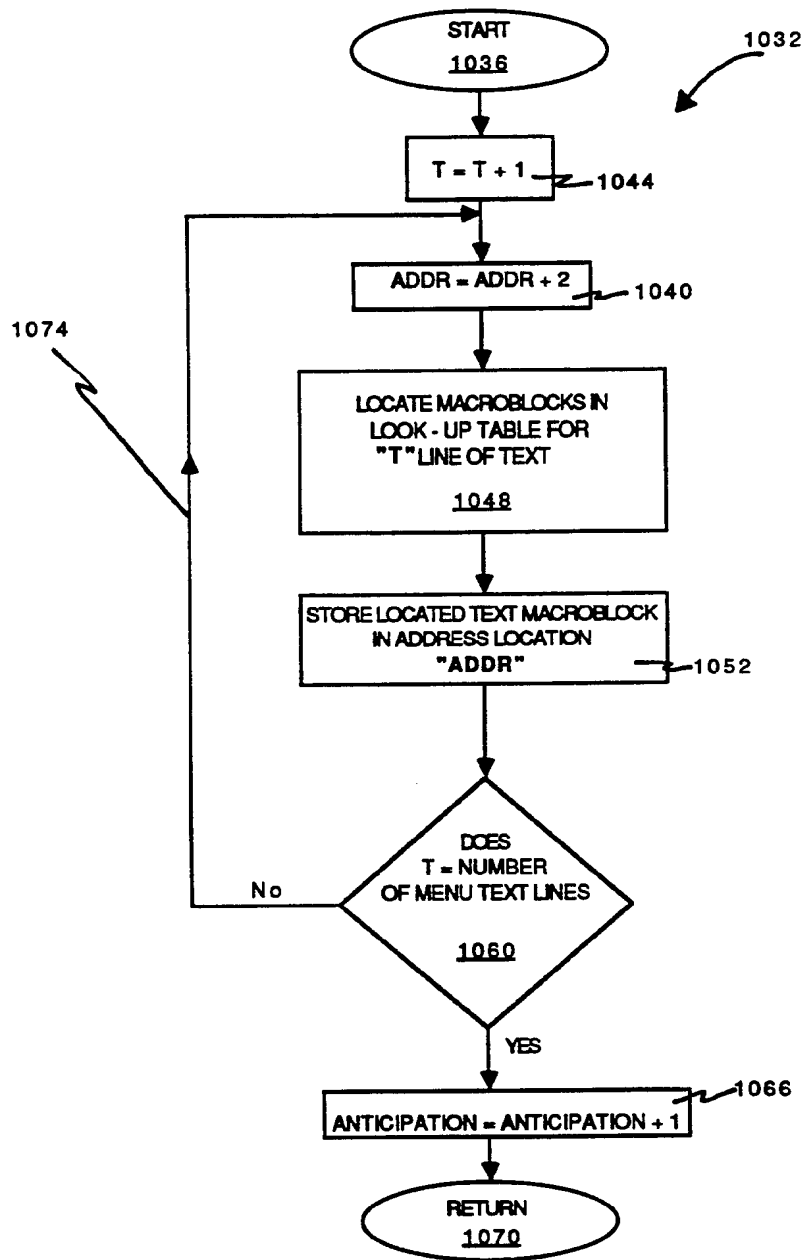 START
1036
1032
T = T + 1
1044
ADDR = ADDR + 2
1040
1074
LOCATE MACROBLOCKS IN
LOOK - UP TABLE FOR
"T" LINE OF TEXT
1048
STORE LOCATED TEXT MACROBLOCK
IN ADDRESS LOCATION
"ADDR"
1052
DOES
T = NUMBER
OF MENU TEXT LINES
1060
No
YES
1066
ANTICIPATION = ANTICIPATION + 1
RETURN
1070